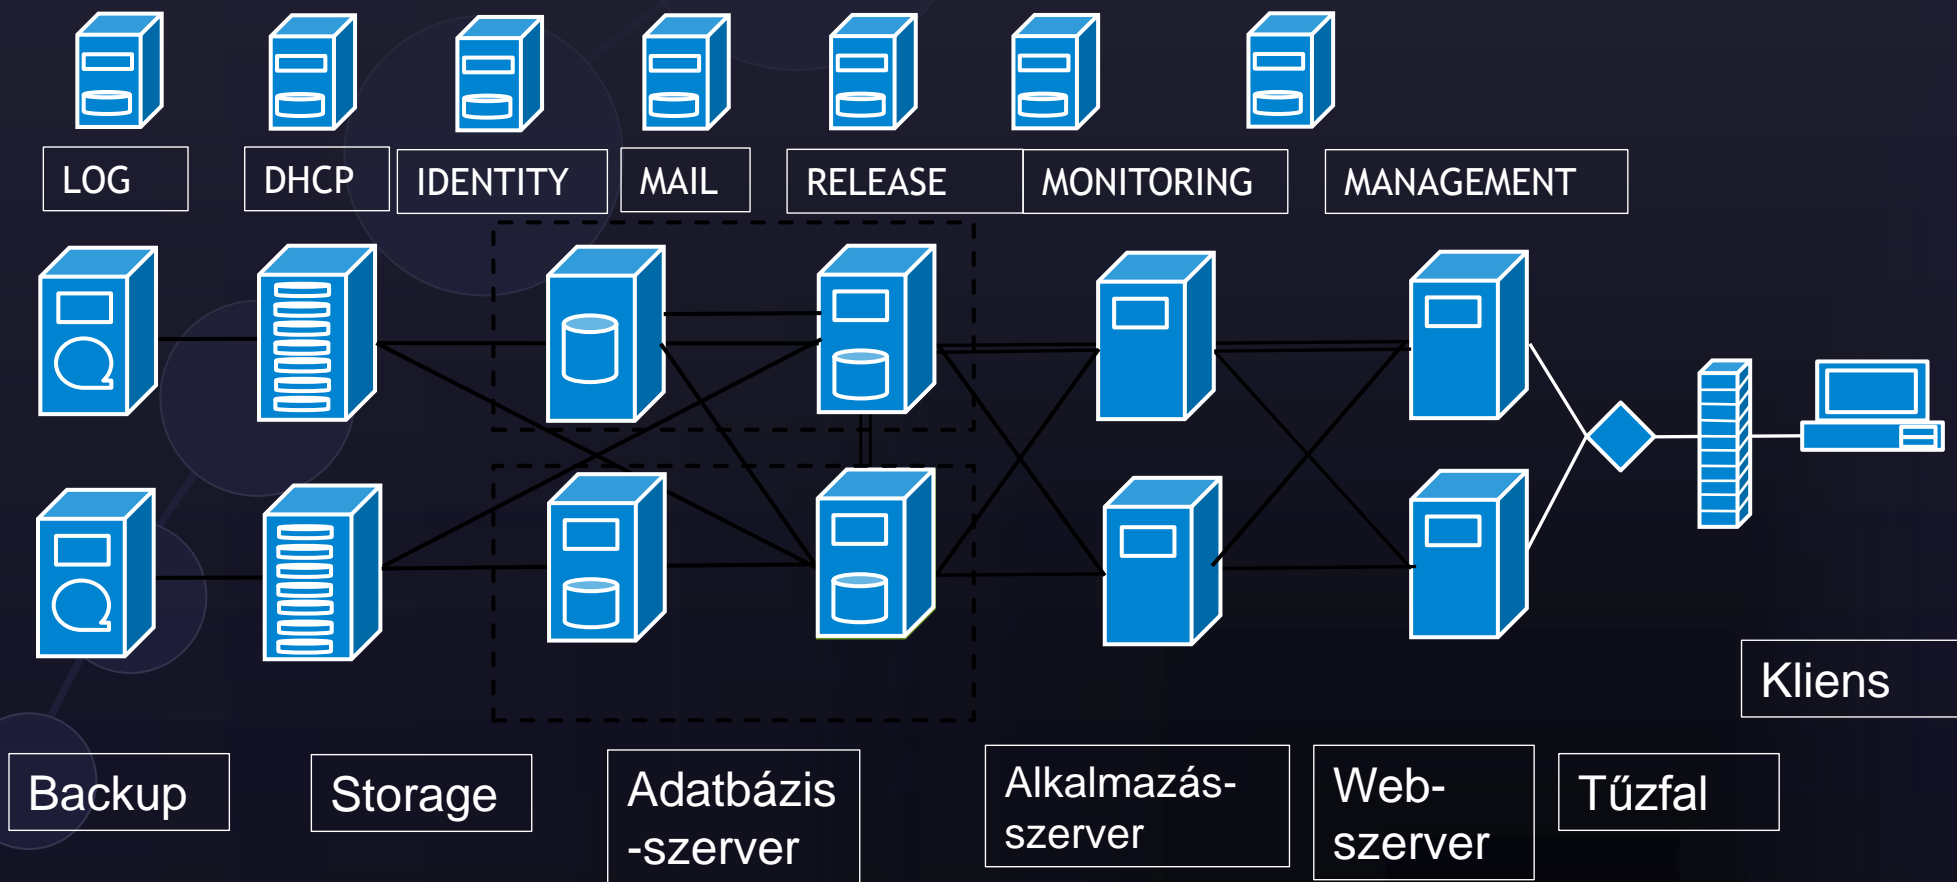 LOG
DHCP
IDENTITY
MAIL
RELEASE
MONITORING
MANAGEMENT
Kliens
Backup
Storage
Adatbázis
-szerver
Alkalmazás-
szerver
Web-
szerver
Tűzfal